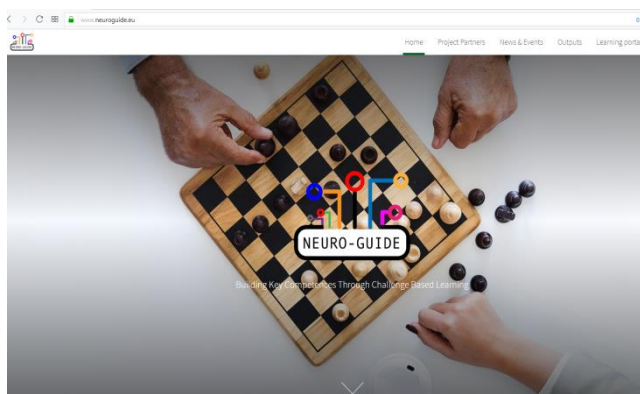 www.neuroguide.eu
Home Project Partners News & Events Outputs Learning porta
NEURO-GUIDE
Building Key Competences Through Challenge Based Learning